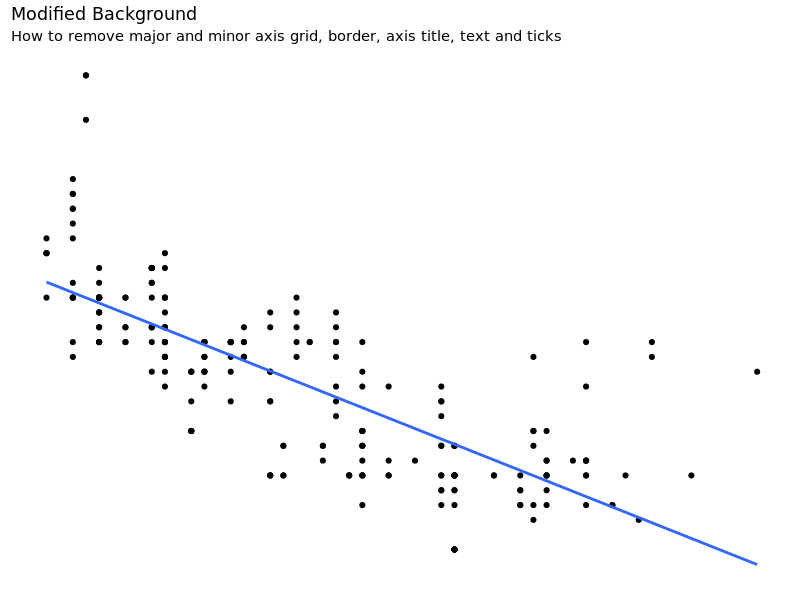 Modified Background
How to remove major and minor axis grid, border, axis title, text and ticks